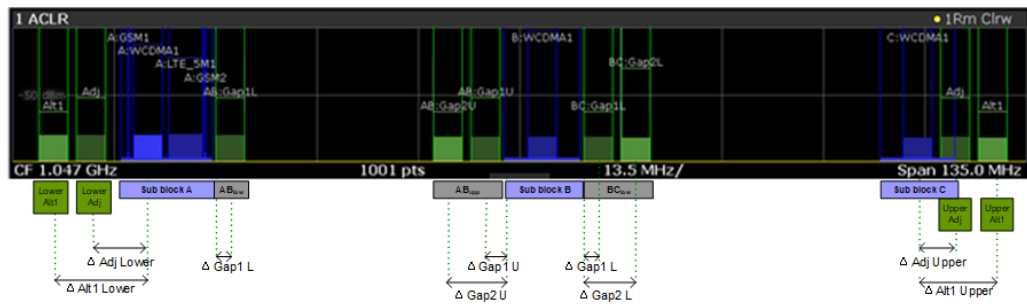 1 ACLR
1Rm Clrw
A:GSM1
B:WCDMA1
C:WCDMA1
A:WCDMA1
A:LTE_5M1
BC:Gap2L
A:GSM2
-50 dBm
Adj
AB:Gap1L
AB:Gap1U
Adj
Alt1
AB:Gap2U
BC:Gap1L
Alt1
CF 1.047 GHz
1001 pts
13.5 MHz/
Span 135.0 MHz
Lower
Alt1
Lower
Adj
Sub block A
ABlow
ABupp
Sub block B
BClow
Sub block C
Upper
Adj
Upper
Alt1
Δ Adj Lower
Δ Gap1 L
Δ Gap1 U
Δ Gap1 L
Δ Adj Upper
Δ Alt1 Lower
Δ Gap2 U
Δ Gap2 L
Δ Alt1 Upper